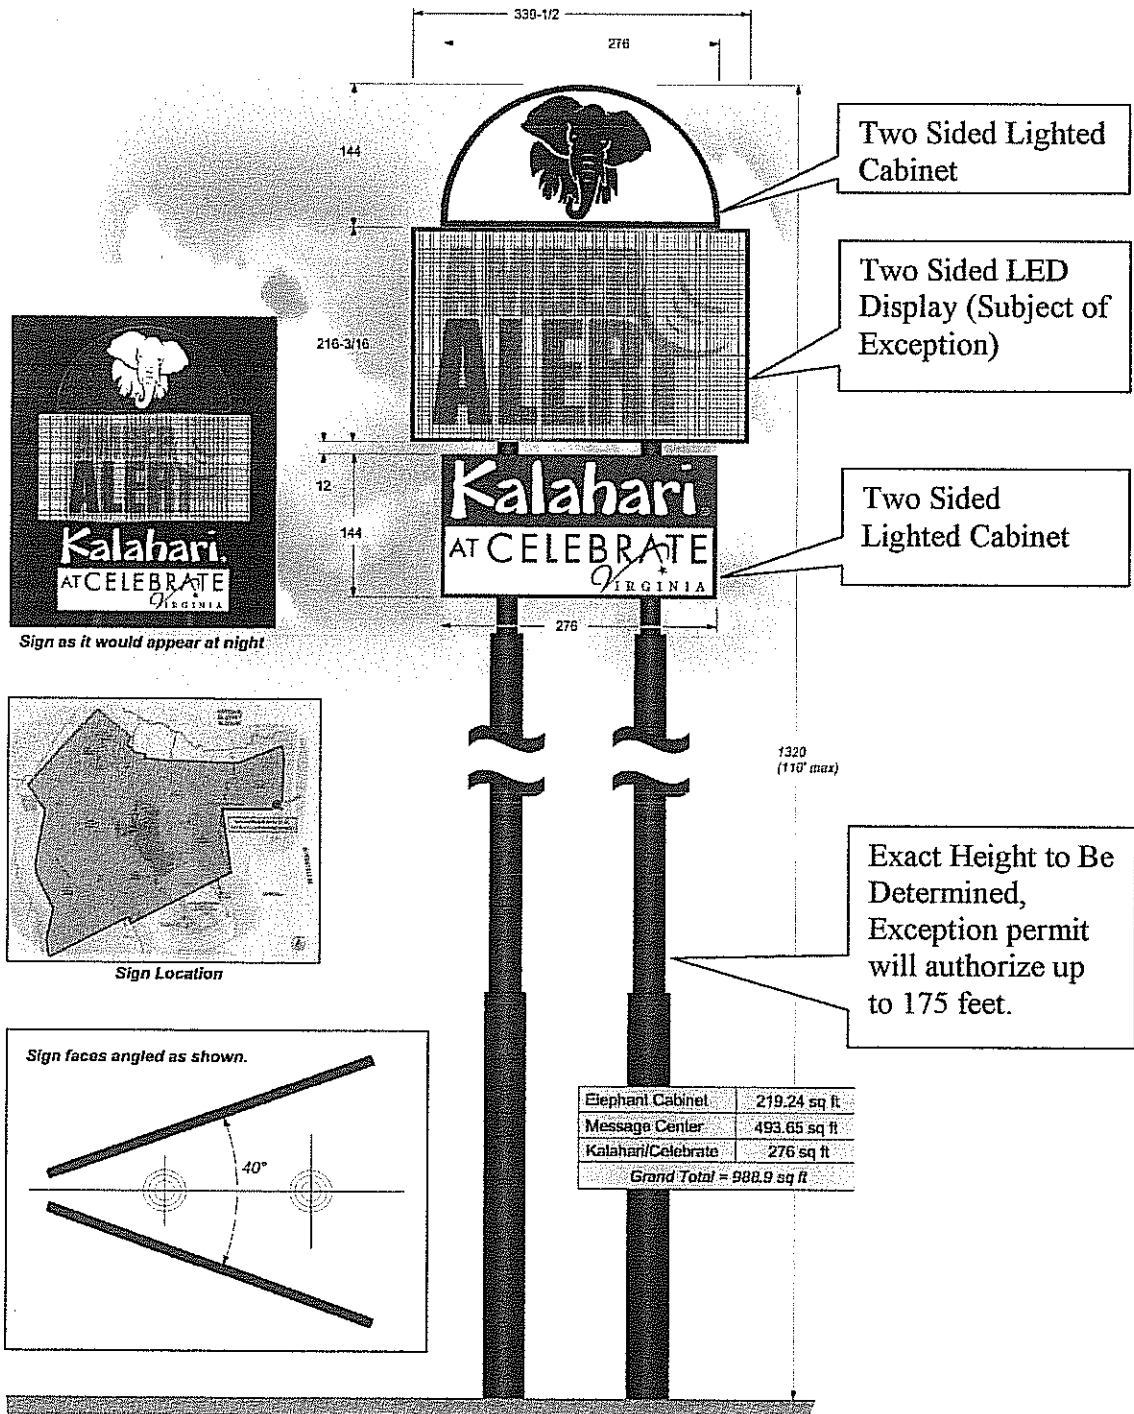 339-1/2
276
144
Two Sided Lighted
Cabinet
Two Sided LED
Display (Subject of
Exception)
216-3/16
ALERT
12
144
Kalahari
AT CELEBRATE
VIRGINIA
276
Two Sided
Lighted Cabinet
ALERT
Kalahari
AT CELEBRATE
VIRGINIA
Sign as it would appear at night
Sign Location
1320
(110' max)
Exact Height to Be
Determined,
Exception permit
will authorize up
to 175 feet.
Sign faces angled as shown.
40°
Elephant Cabinet 219.24 sq ft
Message Center 493.65 sq ft
Kalahari/Celebrate 276 sq ft
Grand Total = 988.9 sq ft